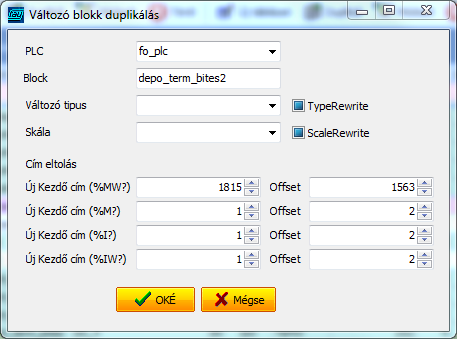 Változó blokk duplikálás
PLC fo_plc
Block depo_term_bites2
Változó tipus TypeRewrite
Skála ScaleRewrite
Cím eltolás
Új Kezdő cím (%MW?) 1815 Offset 1563
Új Kezdő cím (%M?) 1 Offset 2
Új Kezdő cím (%I?) 1 Offset 2
Új Kezdő cím (%IW?) 1 Offset 2
OKÉ Mégse